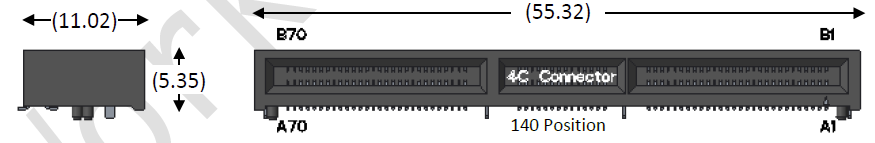 (11.02)
(55.32)
B70
B1
(5.35)
4C Connector
A70
140 Position
A1